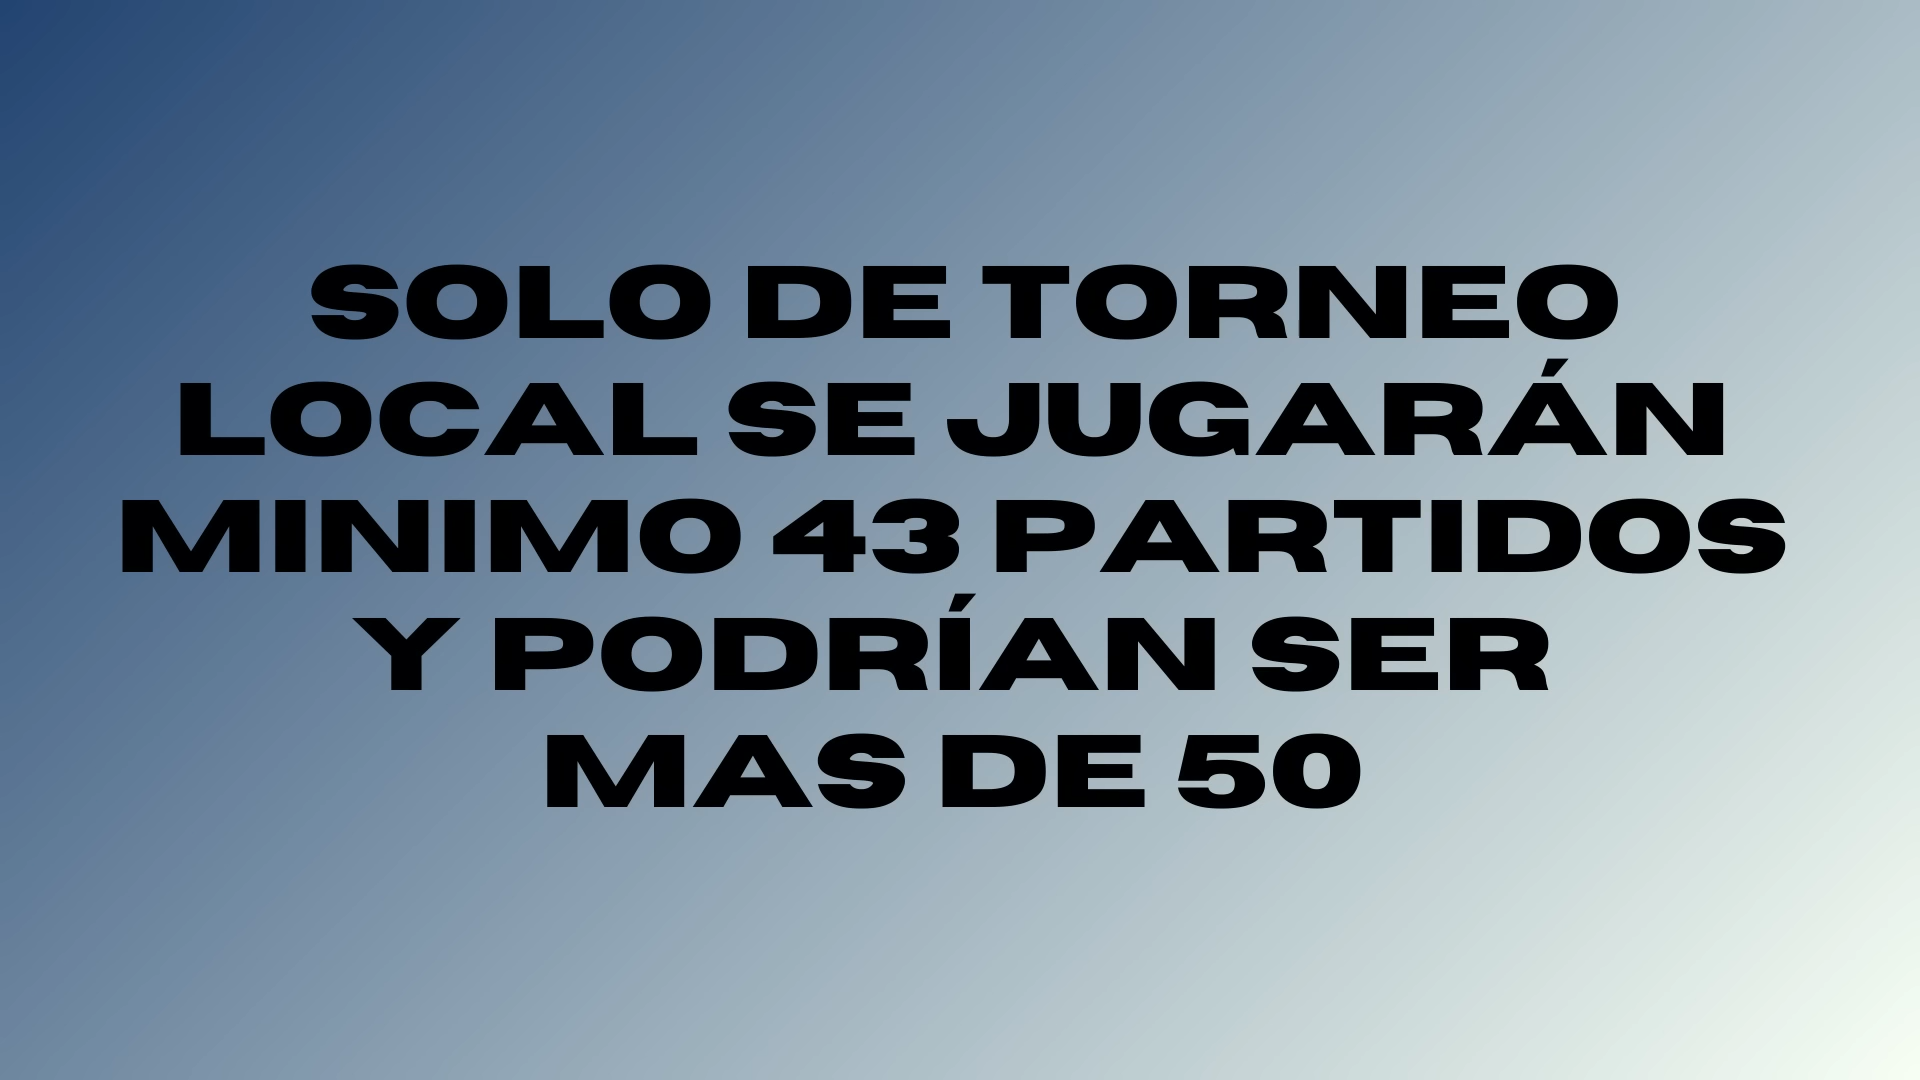 SOLO DE TORNEO
LOCAL SE JUGARÁN
MINIMO 43 PARTIDOS
Y PODRÍAN SER
MAS DE 50